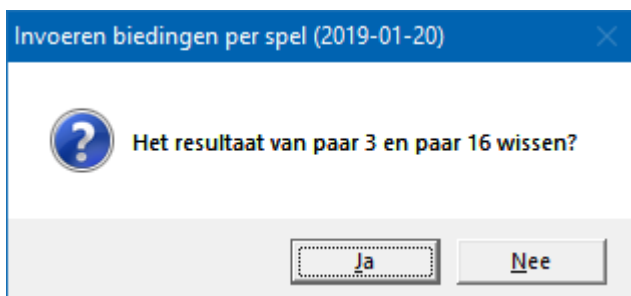 Invoeren biedingen per spel (2019-01-20)
Het resultaat van paar 3 en paar 16 wissen?
Ja
Nee